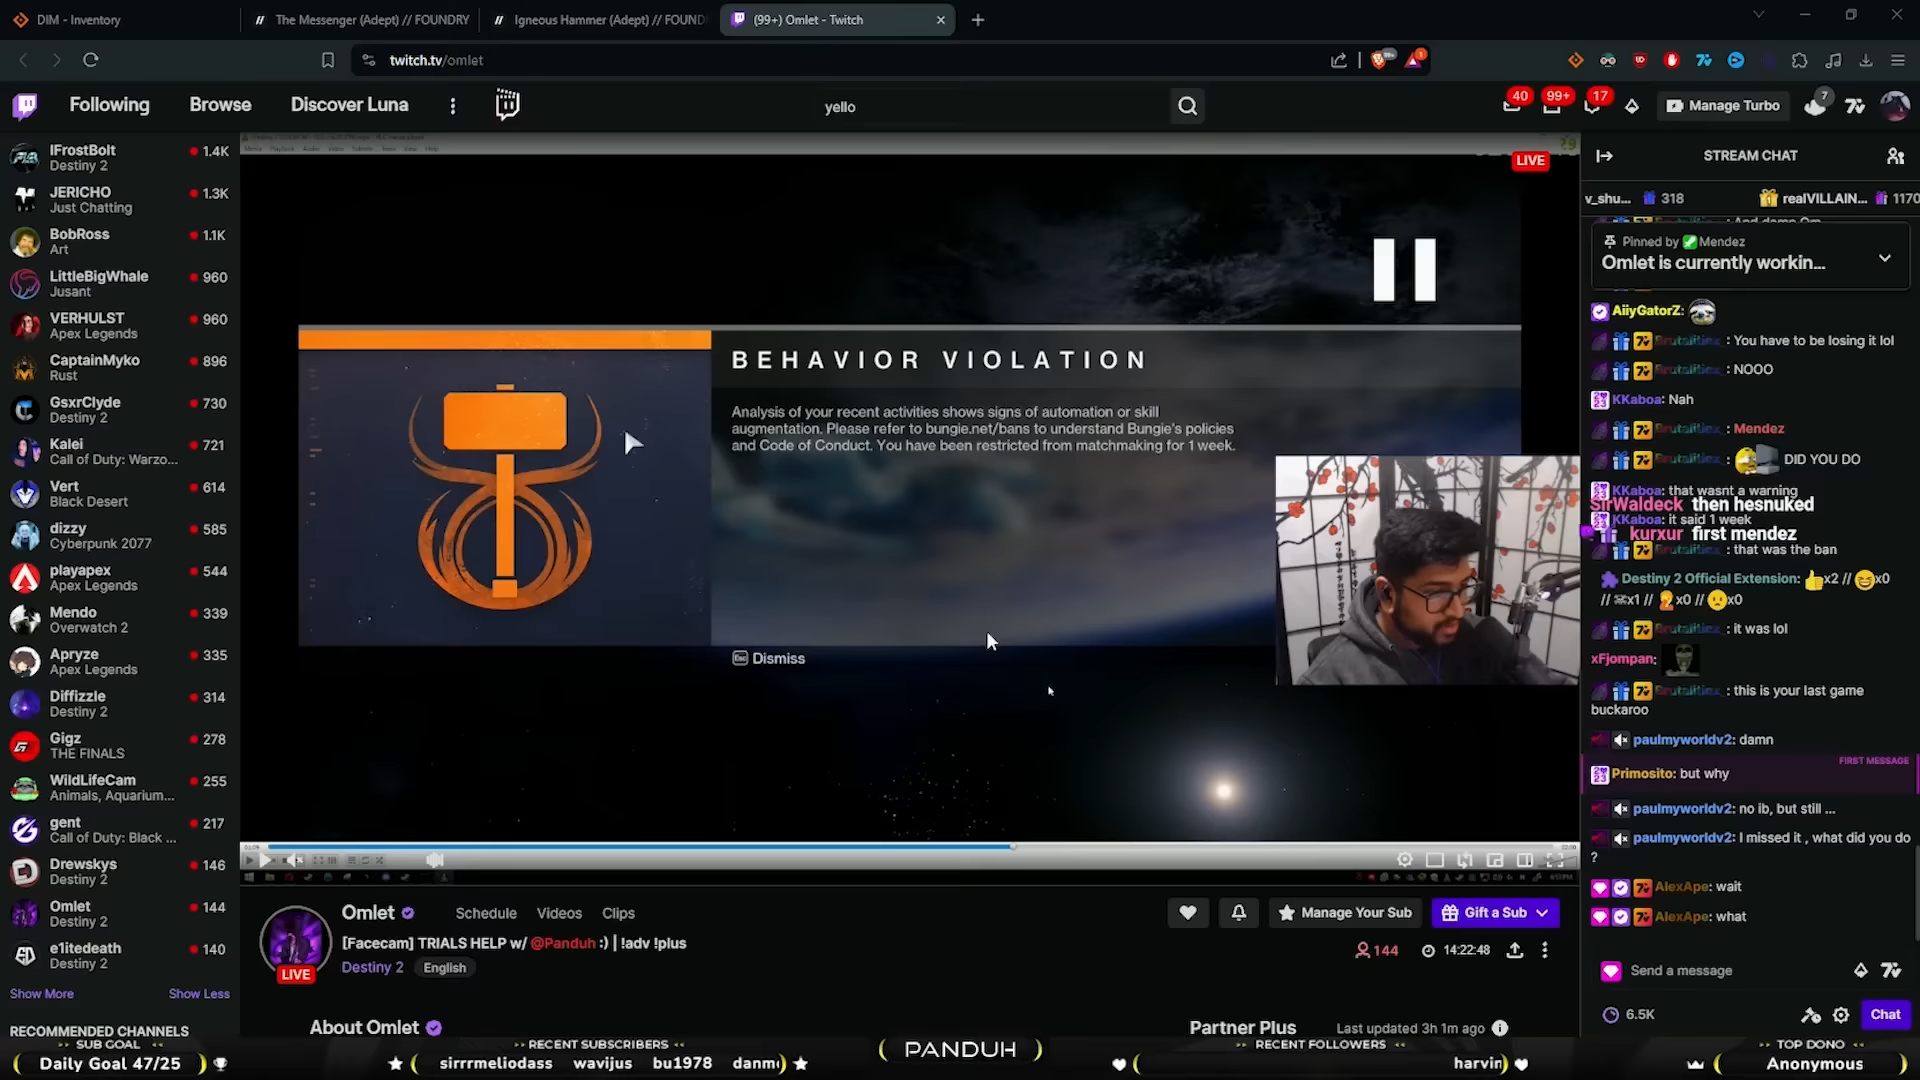 DIM - Inventory
The Messenger (Adept) // FOUNDRY
Igneous Hammer (Adept) // FOUND
(99+) Omlet - Twitch
twitch.tv/omlet
Following
Browse
Discover Luna
yello
40
99+
17
Manage Turbo
7
IFrostBolt
1.4K
Destiny 2
JERICHO
1.3K
Just Chatting
BobRoss
1.1K
Art
LittleBigWhale
960
Jusant
VERHULST
960
Apex Legends
CaptainMyko
896
Rust
GsxrClyde
730
Destiny 2
Kalei
721
Call of Duty: Warzo...
Vert
614
Black Desert
dizzy
585
Cyberpunk 2077
playapex
544
Apex Legends
Mendo
339
Overwatch 2
Apryze
335
Apex Legends
Diffizzle
314
Destiny 2
Gigz
278
THE FINALS
WildLifeCam
255
Animals, Aquarium...
gent
217
Call of Duty: Black ...
Drewskys
146
Destiny 2
Omlet
144
Destiny 2
e1itedeath
140
Destiny 2
Show More
Show Less
RECOMMENDED CHANNELS
LIVE
BEHAVIOR VIOLATION
Analysis of your recent activities shows signs of automation or skill
augmentation. Please refer to bungie.net/bans to understand Bungie's policies
and Code of Conduct. You have been restricted from matchmaking for 1 week.
Esc Dismiss
Omlet
Schedule
Videos
Clips
Manage Your Sub
Gift a Sub
[Facecam] TRIALS HELP w/ @Panduh :) | !adv !plus
LIVE
Destiny 2
English
144
14:22:48
About Omlet
Partner Plus
Last updated 3h 1m ago
STREAM CHAT
v_shu... 318
realVILLAIN... 1170
Pinned by Mendez
Omlet is currently workin...
AiiyGatorZ:
Brutalitiex_: You have to be losing it lol
Brutalitiex_: NOOO
KKaboa: Nah
Brutalitiex_: Mendez
Brutalitiex_: DID YOU DO
KKaboa: that wasnt a warning
SirWaldeck then hesnuked
KKaboa: it said 1 week
kurxur first mendez
Brutalitiex_: that was the ban
Destiny 2 Official Extension: x2 // x0
// x1 // x0 // x0
Brutalitiex_: it was lol
xFjompan:
Brutalitiex_: this is your last game
buckaroo
paulmyworldv2: damn
FIRST MESSAGE
Primosito: but why
paulmyworldv2: no ib, but still ...
paulmyworldv2: I missed it , what did you do
?
AlexApe: wait
AlexApe: what
Send a message
6.5K
Chat
SUB GOAL
Daily Goal 47/25
RECENT SUBSCRIBERS
sirrrmeliodass wavijus bu1978 danm
PANDUH
RECENT FOLLOWERS
harvin
TOP DONO
Anonymous